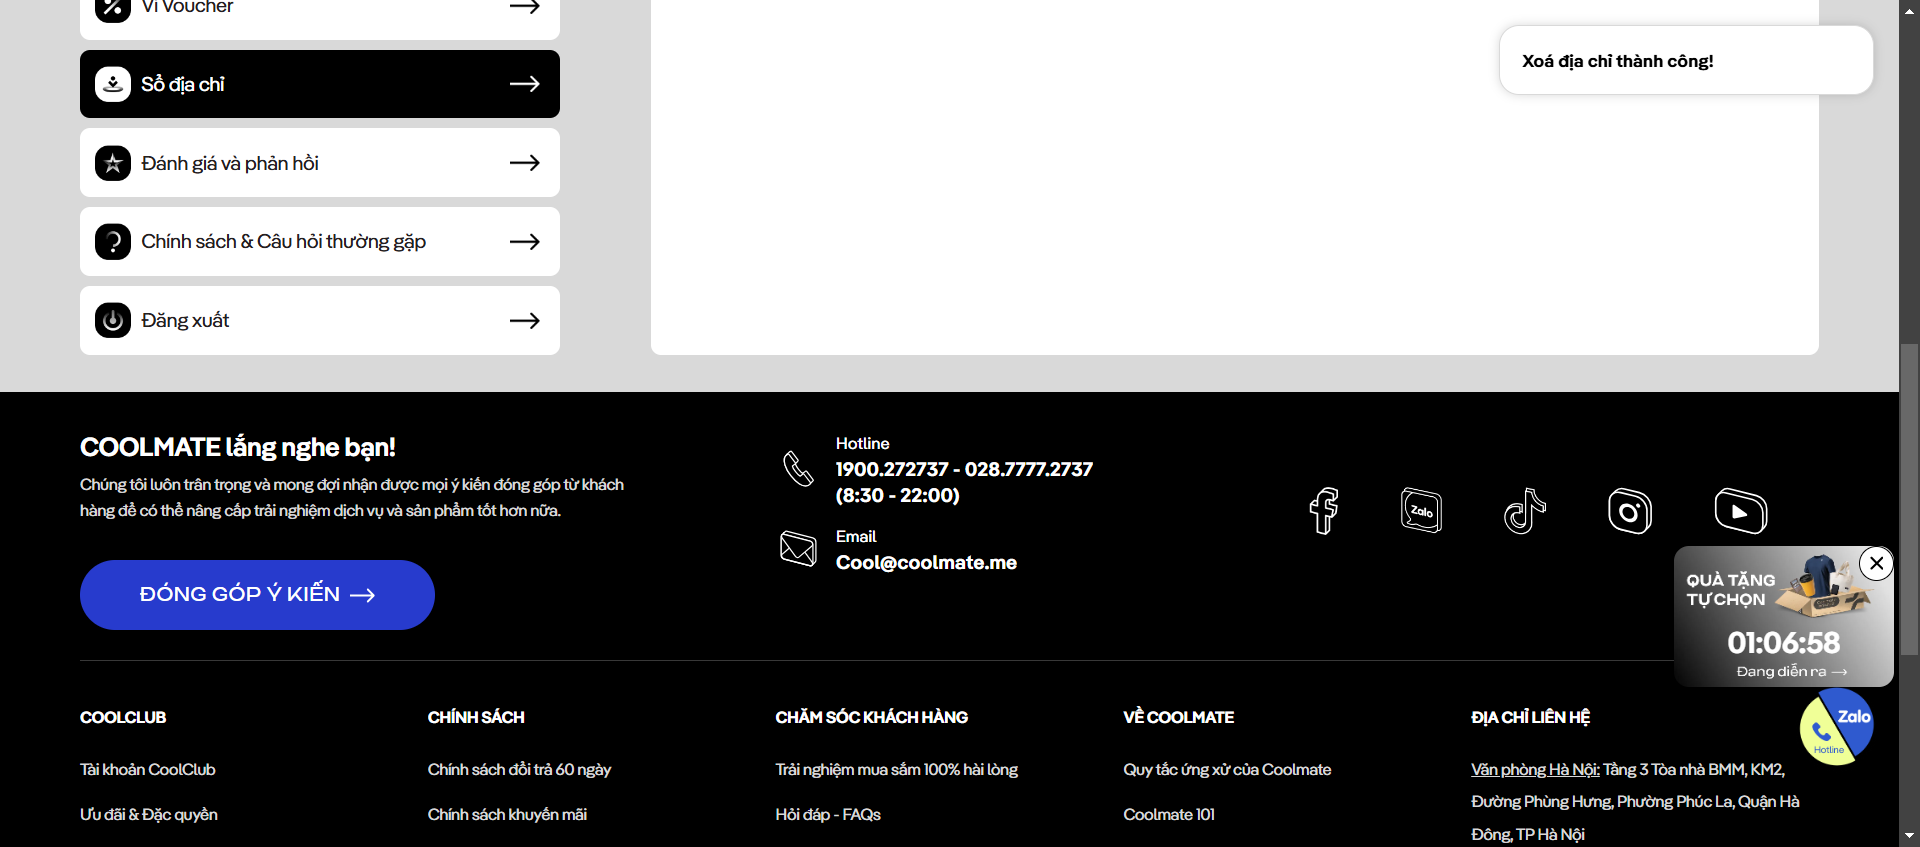 Ví Voucher
Sổ địa chỉ
Đánh giá và phản hồi
Chính sách & Câu hỏi thường gặp
Đăng xuất
Xoá địa chỉ thành công!
COOLMATE lắng nghe bạn!
Chúng tôi luôn trân trọng và mong đợi nhận được mọi ý kiến đóng góp từ khách
hàng để có thể nâng cấp trải nghiệm dịch vụ và sản phẩm tốt hơn nữa.
ĐÓNG GÓP Ý KIẾN
Hotline
1900.272737 - 028.7777.2737
(8:30 - 22:00)
Email
Cool@coolmate.me
Zalo
QUÀ TẶNG
TỰ CHỌN
01:06:58
Đang diễn ra
Zalo
Hotline
COOLCLUB
Tài khoản CoolClub
Ưu đãi & Đặc quyền
CHÍNH SÁCH
Chính sách đổi trả 60 ngày
Chính sách khuyến mãi
CHĂM SÓC KHÁCH HÀNG
Trải nghiệm mua sắm 100% hài lòng
Hỏi đáp - FAQs
VỀ COOLMATE
Quy tắc ứng xử của Coolmate
Coolmate 101
ĐỊA CHỈ LIÊN HỆ
Văn phòng Hà Nội: Tầng 3 Tòa nhà BMM, KM2,
Đường Phùng Hưng, Phường Phúc La, Quận Hà
Đông, TP Hà Nội